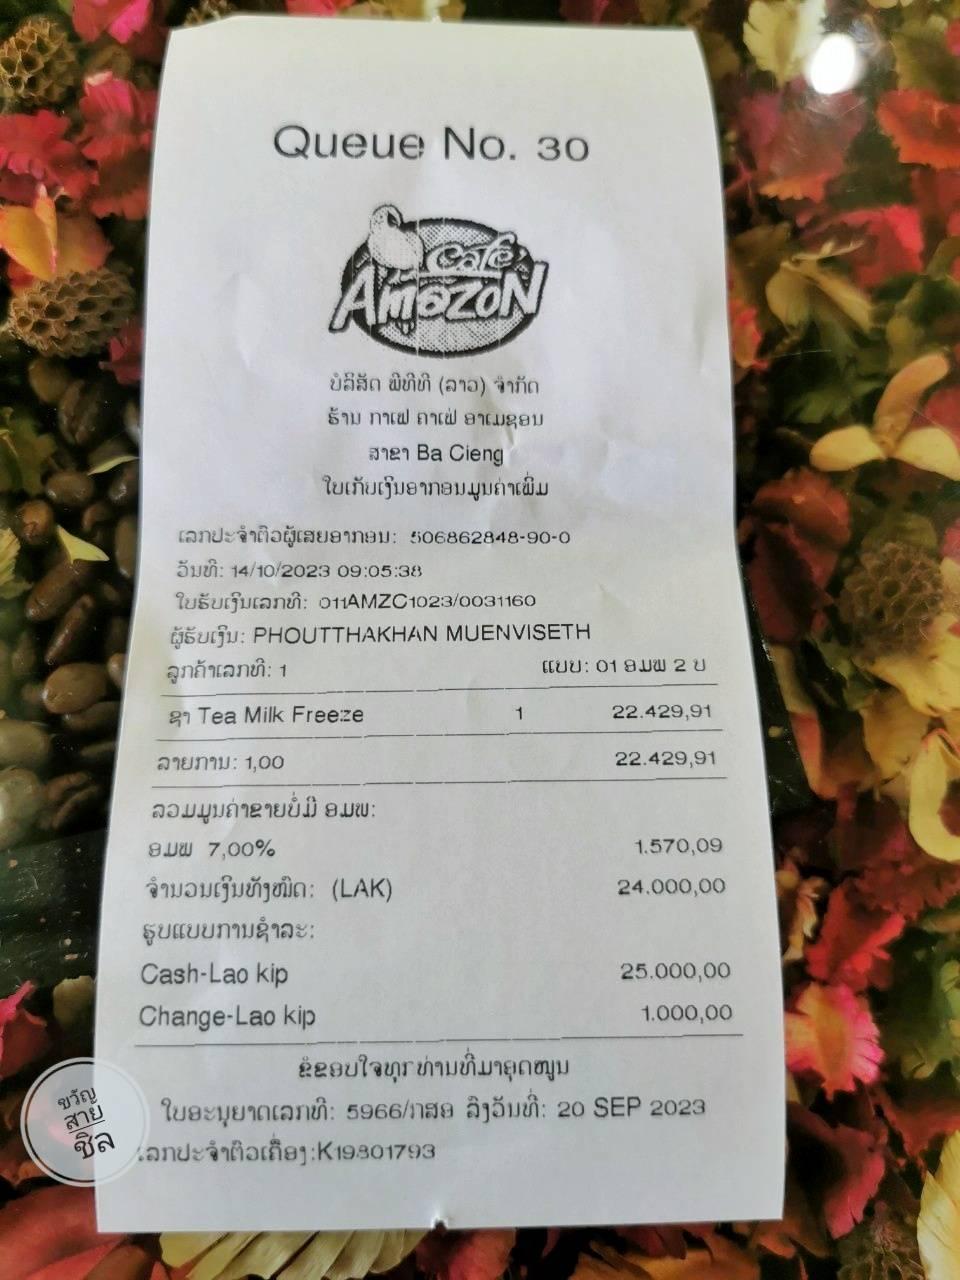 Queue No. 30
Café
Amazon
ບໍລິສັດ ພີທີທີ (ລາວ) ຈຳກັດ
ຮ້ານ ກາເຟ ຄາເຟ່ ອາເມຊອນ
ສາຂາ Ba Cieng
ໃບເກັບເງິນອາກອນມູນຄ່າເພິ່ມ
ເລກປະຈຳຕົວຜູ້ເສຍອາກອນ: 506862848-90-0
ວັນທີ: 14/10/2023 09:05:38
ໃບຮັບເງິນເລກທີ: 011AMZC1023/0031160
ຜູ້ຮັບເງິນ: PHOUTTHAKHAN MUENVISETH
ລູກຄ້າເລກທີ: 1 ແບບ: 01 ອມພ 2 ບ
ຊາ Tea Milk Freeze 1 22.429,91
ລາຍການ: 1,00 22.429,91
ລວມມູນຄ່າຂາຍບໍ່ມີ ອມພ:
ອມພ 7,00% 1.570,09
ຈຳນວນເງິນທັງໝົດ: (LAK) 24.000,00
ຮູບແບບການຊຳລະ:
Cash-Lao kip 25.000,00
Change-Lao kip 1.000,00
ຂໍຂອບໃຈທຸກທ່ານທີ່ມາອຸດໜູນ
ໃບອະນຸຍາດເລກທີ: 5966/ກສອ ລົງວັນທີ່: 20 SEP 2023
ເລກປະຈຳຕົວເຄື່ອງ:K19801793
ขวัญ
สาย
ชิล